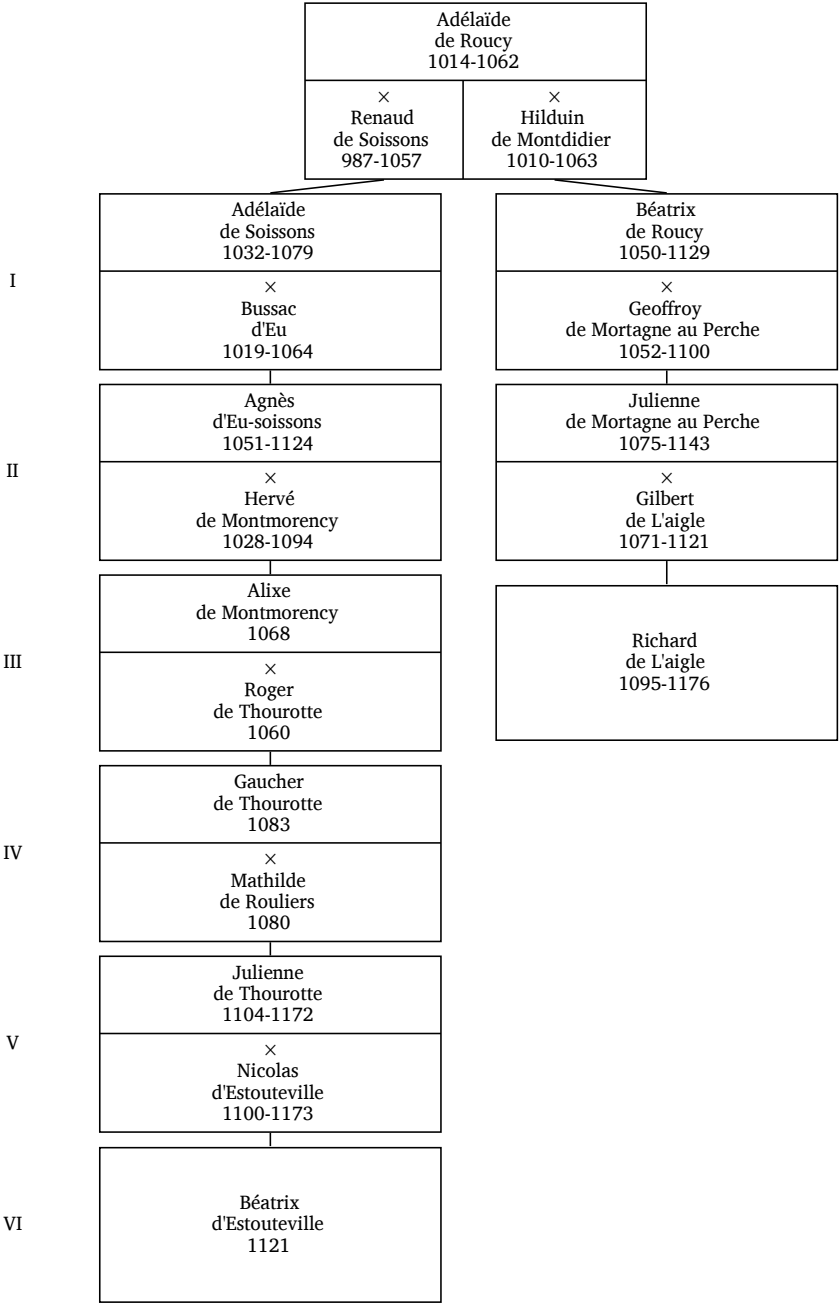 Adélaïde
de Roucy
1014-1062
×
Renaud
de Soissons
987-1057
×
Hilduin
de Montdidier
1010-1063
I
Adélaïde
de Soissons
1032-1079
×
Bussac
d'Eu
1019-1064
Béatrix
de Roucy
1050-1129
×
Geoffroy
de Mortagne au Perche
1052-1100
II
Agnès
d'Eu-soissons
1051-1124
×
Hervé
de Montmorency
1028-1094
Julienne
de Mortagne au Perche
1075-1143
×
Gilbert
de L'aigle
1071-1121
III
Alixe
de Montmorency
1068
×
Roger
de Thourotte
1060
Richard
de L'aigle
1095-1176
IV
Gaucher
de Thourotte
1083
×
Mathilde
de Rouliers
1080
V
Julienne
de Thourotte
1104-1172
×
Nicolas
d'Estouteville
1100-1173
VI
Béatrix
d'Estouteville
1121